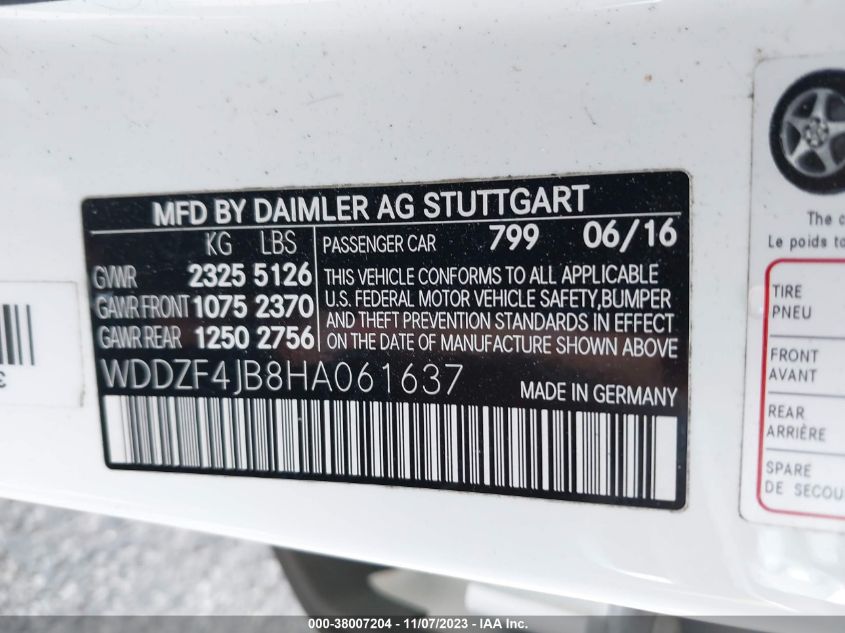 MFD BY DAIMLER AG STUTTGART
KG LBS
GVWR 2325 5126
GAWR FRONT 1075 2370
GAWR REAR 1250 2756
PASSENGER CAR 799 06/16
THIS VEHICLE CONFORMS TO ALL APPLICABLE
U.S. FEDERAL MOTOR VEHICLE SAFETY,BUMPER
AND THEFT PREVENTION STANDARDS IN EFFECT
ON THE DATE OF MANUFACTURE SHOWN ABOVE
WDDZF4JB8HA061637
MADE IN GERMANY
The c
Le poids to
TIRE
PNEU
FRONT
AVANT
REAR
ARRIÈRE
SPARE
DE SECOU
000-38007204 - 11/07/2023 - Copyright © IAA Inc.